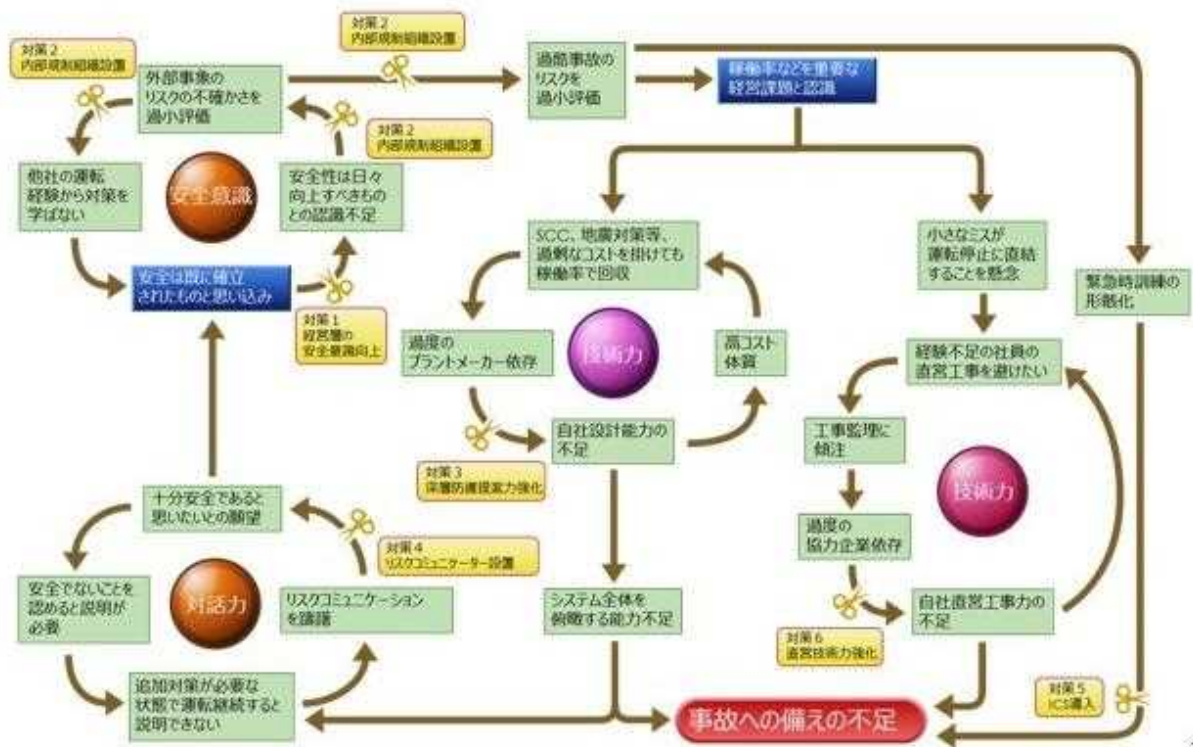 対策2
内部規制組織設置
対策2
内部規制組織設置
外部事象の
リスクの不確かさを
過小評価
過酷事故の
リスクを
過小評価
稼働率などを重要な
経営課題と認識
対策2
内部規制組織設置
他社の運転
経験から対策を
学ばない
安全意識
安全性は日々
向上すべきもの
との認識不足
安全は既に確立
されたものと思い込み
対策1
経営層の
安全意識向上
SCC、地震対策等、
過剰なコストを掛けても
稼働率で回収
過度の
プラントメーカー依存
技術力
高コスト
体質
自社設計能力の
不足
対策3
深層防護提案力強化
小さなミスが
運転停止に直結
することを懸念
緊急時訓練の
形骸化
経験不足の社員の
直営工事を避けたい
工事監理に
傾注
技術力
過度の
協力企業依存
自社直営工事力の
不足
対策6
直営技術力強化
十分安全であると
思いたいとの願望
対策4
リスクコミュニケーター設置
安全でないことを
認めると説明が
必要
対話力
リスクコミュニケーション
を躊躇
システム全体を
俯瞰する能力不足
追加対策が必要な
状態で運転継続すると
説明できない
事故への備えの不足
対策5
ICS導入